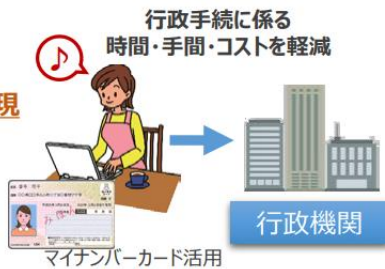 行政手続に係る
時間・手間・コストを軽減
現
行政機関
マイナンバーカード活用